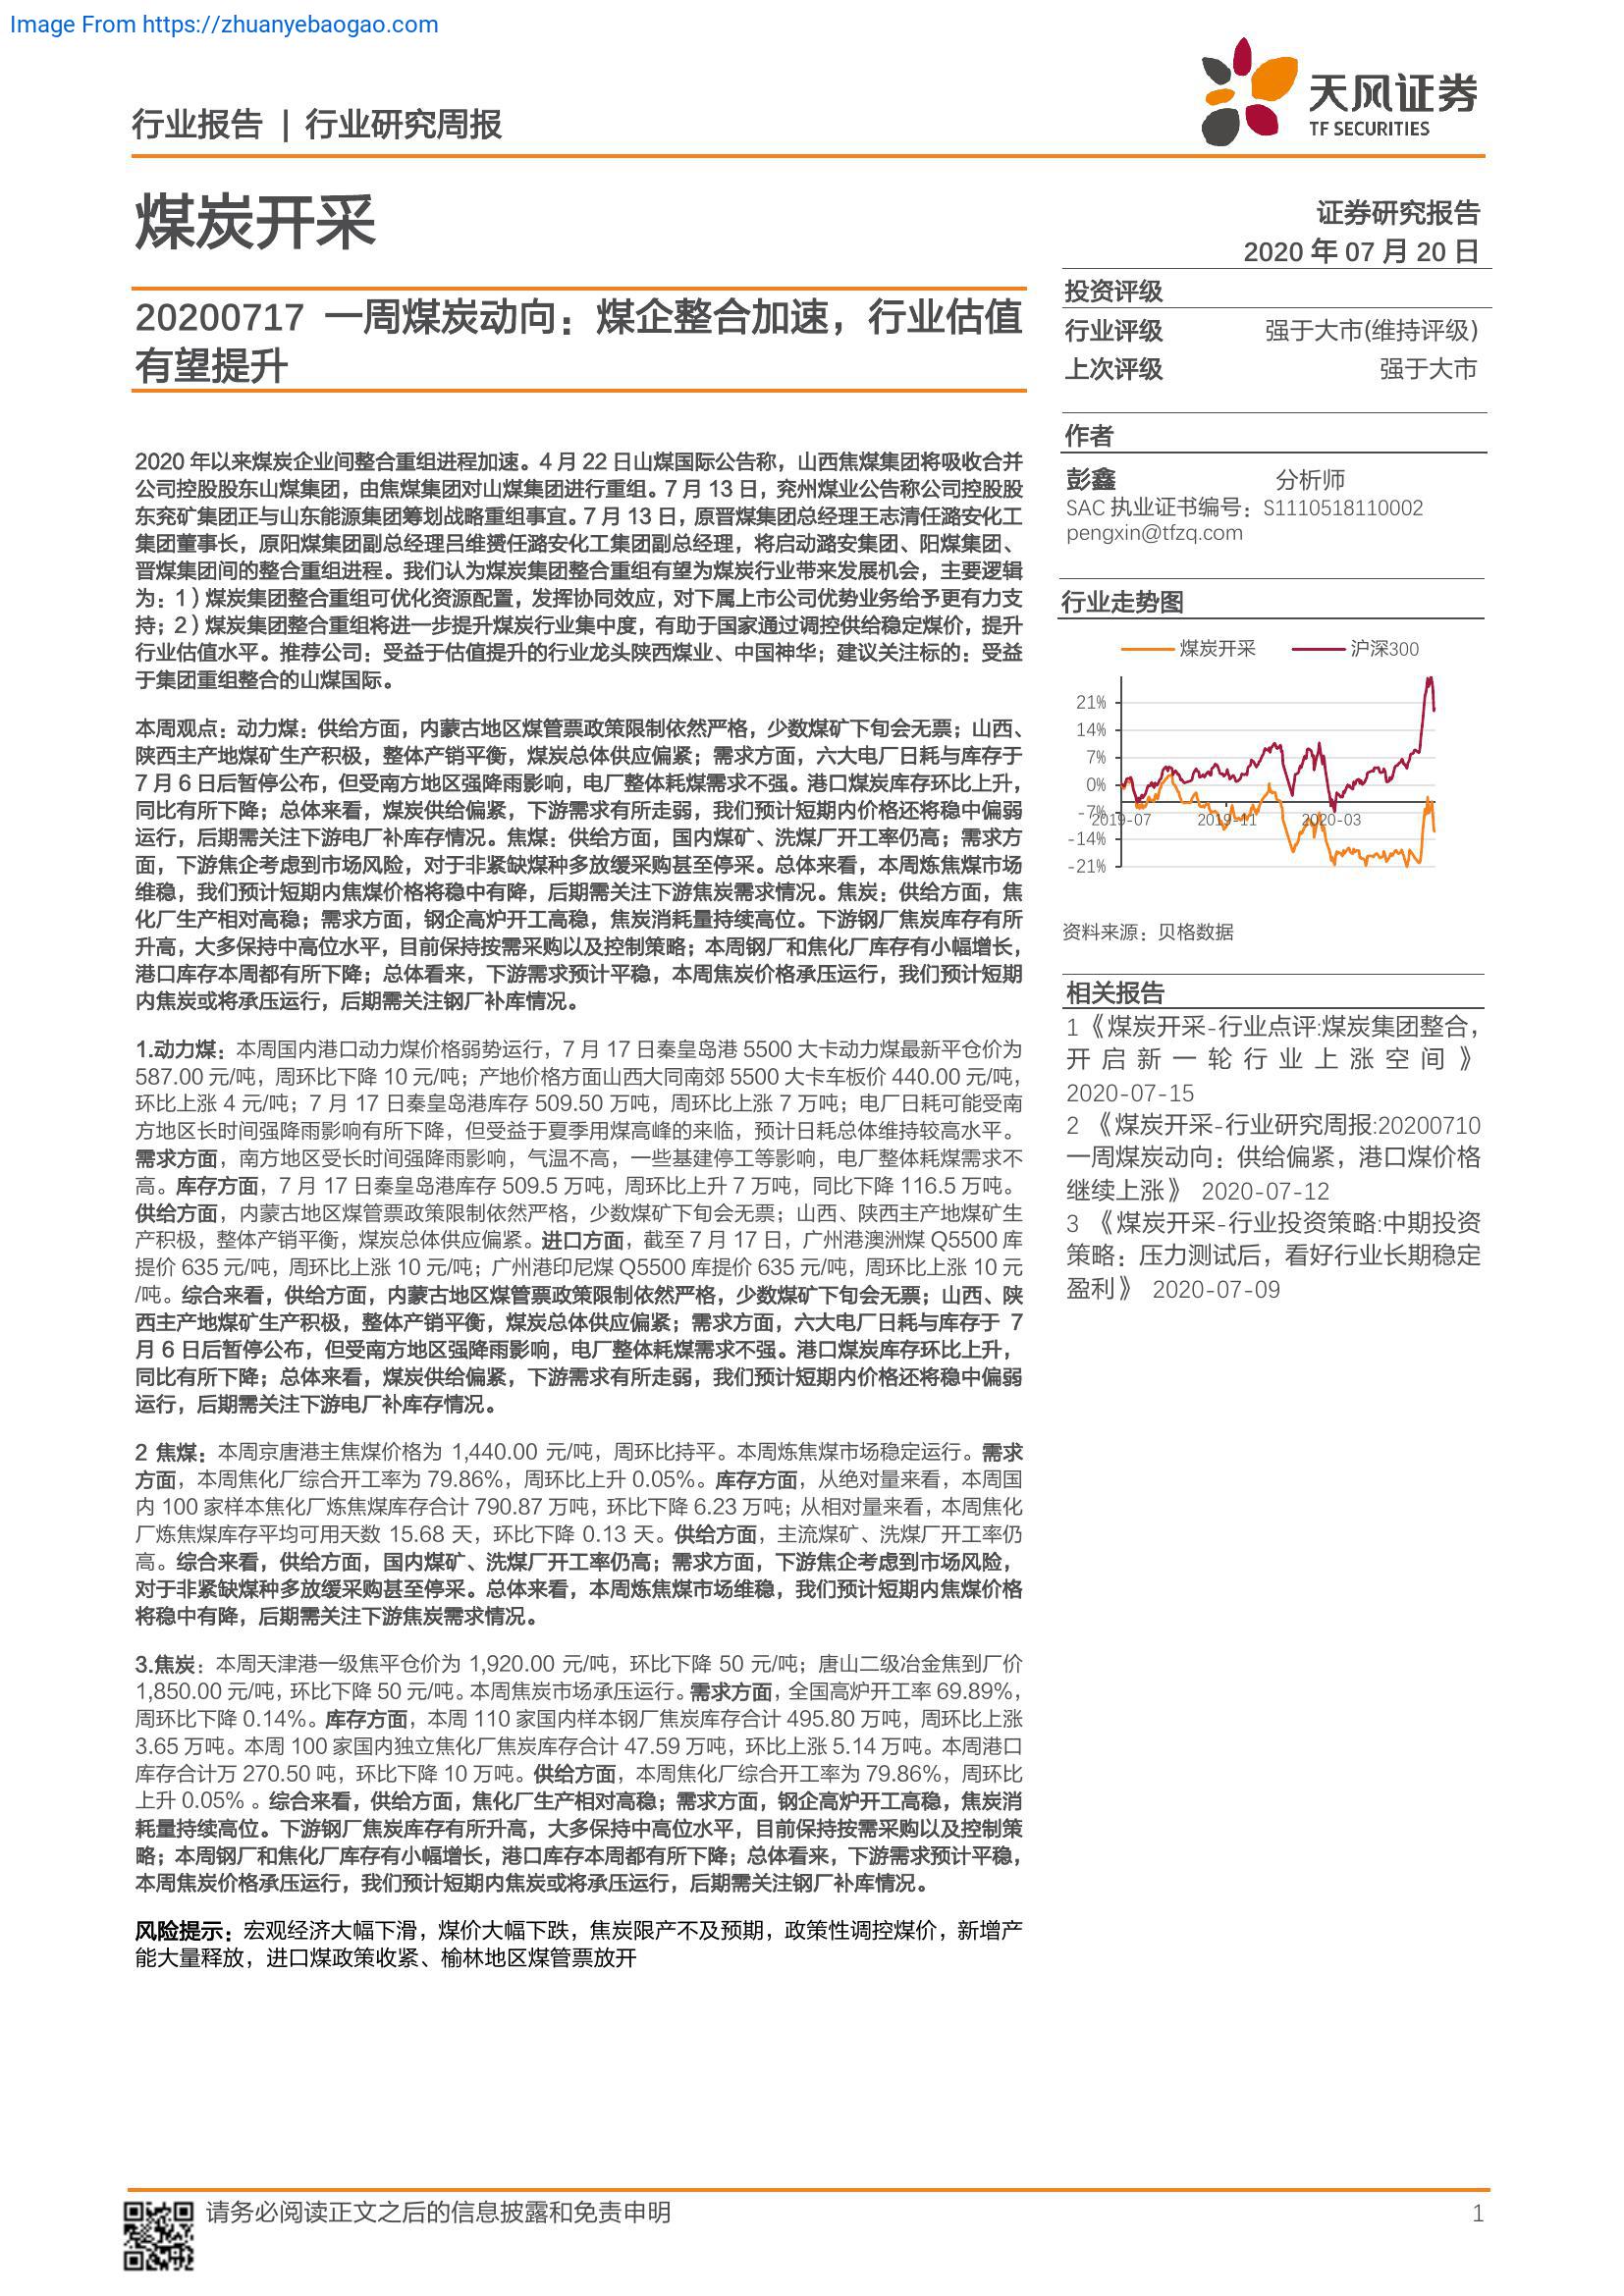 Image From https://zhuanyebaogao.com
行业报告 | 行业研究周报
天风证券
TF SECURITIES
煤炭开采
证券研究报告
2020 年 07 月 20 日
20200717 一周煤炭动向：煤企整合加速，行业估值
有望提升
2020 年以来煤炭企业间整合重组进程加速。4 月 22 日山煤国际公告称，山西焦煤集团将吸收合并
公司控股股东山煤集团，由焦煤集团对山煤集团进行重组。7 月 13 日，兖州煤业公告称公司控股股
东兖矿集团正与山东能源集团筹划战略重组事宜。7 月 13 日，原晋煤集团总经理王志清任潞安化工
集团董事长，原阳煤集团副总经理吕维赟任潞安化工集团副总经理，将启动潞安集团、阳煤集团、
晋煤集团间的整合重组进程。我们认为煤炭集团整合重组有望为煤炭行业带来发展机会，主要逻辑
为：1）煤炭集团整合重组可优化资源配置，发挥协同效应，对下属上市公司优势业务给予更有力支
持；2）煤炭集团整合重组将进一步提升煤炭行业集中度，有助于国家通过调控供给稳定煤价，提升
行业估值水平。推荐公司：受益于估值提升的行业龙头陕西煤业、中国神华；建议关注标的：受益
于集团重组整合的山煤国际。
本周观点：动力煤：供给方面，内蒙古地区煤管票政策限制依然严格，少数煤矿下旬会无票；山西、
陕西主产地煤矿生产积极，整体产销平衡，煤炭总体供应偏紧；需求方面，六大电厂日耗与库存于
7 月 6 日后暂停公布，但受南方地区强降雨影响，电厂整体耗煤需求不强。港口煤炭库存环比上升，
同比有所下降；总体来看，煤炭供给偏紧，下游需求有所走弱，我们预计短期内价格还将稳中偏弱
运行，后期需关注下游电厂补库存情况。焦煤：供给方面，国内煤矿、洗煤厂开工率仍高；需求方
面，下游焦企考虑到市场风险，对于非紧缺煤种多放缓采购甚至停采。总体来看，本周炼焦煤市场
维稳，我们预计短期内焦煤价格将稳中有降，后期需关注下游焦炭需求情况。焦炭：供给方面，焦
化厂生产相对高稳；需求方面，钢企高炉开工高稳，焦炭消耗量持续高位。下游钢厂焦炭库存有所
升高，大多保持中高位水平，目前保持按需采购以及控制策略；本周钢厂和焦化厂库存有小幅增长，
港口库存本周都有所下降；总体看来，下游需求预计平稳，本周焦炭价格承压运行，我们预计短期
内焦炭或将承压运行，后期需关注钢厂补库情况。
1.动力煤：本周国内港口动力煤价格弱势运行，7 月 17 日秦皇岛港 5500 大卡动力煤最新平仓价为
587.00 元/吨，周环比下降 10 元/吨；产地价格方面山西大同南郊 5500 大卡车板价 440.00 元/吨，
环比上涨 4 元/吨；7 月 17 日秦皇岛港库存 509.50 万吨，周环比上涨 7 万吨；电厂日耗可能受南
方地区长时间强降雨影响有所下降，但受益于夏季用煤高峰的来临，预计日耗总体维持较高水平。
需求方面，南方地区受长时间强降雨影响，气温不高，一些基建停工等影响，电厂整体耗煤需求不
高。库存方面，7 月 17 日秦皇岛港库存 509.5 万吨，周环比上升 7 万吨，同比下降 116.5 万吨。
供给方面，内蒙古地区煤管票政策限制依然严格，少数煤矿下旬会无票；山西、陕西主产地煤矿生
产积极，整体产销平衡，煤炭总体供应偏紧。进口方面，截至 7 月 17 日，广州港澳洲煤 Q5500 库
提价 635 元/吨，周环比上涨 10 元/吨；广州港印尼煤 Q5500 库提价 635 元/吨，周环比上涨 10 元
/吨。综合来看，供给方面，内蒙古地区煤管票政策限制依然严格，少数煤矿下旬会无票；山西、陕
西主产地煤矿生产积极，整体产销平衡，煤炭总体供应偏紧；需求方面，六大电厂日耗与库存于 7
月 6 日后暂停公布，但受南方地区强降雨影响，电厂整体耗煤需求不强。港口煤炭库存环比上升，
同比有所下降；总体来看，煤炭供给偏紧，下游需求有所走弱，我们预计短期内价格还将稳中偏弱
运行，后期需关注下游电厂补库存情况。
2 焦煤：本周京唐港主焦煤价格为 1,440.00 元/吨，周环比持平。本周炼焦煤市场稳定运行。需求
方面，本周焦化厂综合开工率为 79.86%，周环比上升 0.05%。库存方面，从绝对量来看，本周国
内 100 家样本焦化厂炼焦煤库存合计 790.87 万吨，环比下降 6.23 万吨；从相对量来看，本周焦化
厂炼焦煤库存平均可用天数 15.68 天，环比下降 0.13 天。供给方面，主流煤矿、洗煤厂开工率仍
高。综合来看，供给方面，国内煤矿、洗煤厂开工率仍高；需求方面，下游焦企考虑到市场风险，
对于非紧缺煤种多放缓采购甚至停采。总体来看，本周炼焦煤市场维稳，我们预计短期内焦煤价格
将稳中有降，后期需关注下游焦炭需求情况。
3.焦炭：本周天津港一级焦平仓价为 1,920.00 元/吨，环比下降 50 元/吨；唐山二级冶金焦到厂价
1,850.00 元/吨，环比下降 50 元/吨。本周焦炭市场承压运行。需求方面，全国高炉开工率 69.89%，
周环比下降 0.14%。库存方面，本周 110 家国内样本钢厂焦炭库存合计 495.80 万吨，周环比上涨
3.65 万吨。本周 100 家国内独立焦化厂焦炭库存合计 47.59 万吨，环比上涨 5.14 万吨。本周港口
库存合计万 270.50 吨，环比下降 10 万吨。供给方面，本周焦化厂综合开工率为 79.86%，周环比
上升 0.05% 。综合来看，供给方面，焦化厂生产相对高稳；需求方面，钢企高炉开工高稳，焦炭消
耗量持续高位。下游钢厂焦炭库存有所升高，大多保持中高位水平，目前保持按需采购以及控制策
略；本周钢厂和焦化厂库存有小幅增长，港口库存本周都有所下降；总体看来，下游需求预计平稳，
本周焦炭价格承压运行，我们预计短期内焦炭或将承压运行，后期需关注钢厂补库情况。
风险提示：宏观经济大幅下滑，煤价大幅下跌，焦炭限产不及预期，政策性调控煤价，新增产
能大量释放，进口煤政策收紧、榆林地区煤管票放开
投资评级
行业评级 强于大市(维持评级)
上次评级 强于大市
作者
彭鑫 分析师
SAC 执业证书编号：S1110518110002
pengxin@tfzq.com
行业走势图
煤炭开采 沪深300
21%
14%
7%
0%
-7%
-14%
-21%
2019-07 2019-11 2020-03
资料来源：贝格数据
相关报告
1《煤炭开采-行业点评:煤炭集团整合，
开启新一轮行业上涨空间》
2020-07-15
2 《煤炭开采-行业研究周报:20200710
一周煤炭动向：供给偏紧，港口煤价格
继续上涨》 2020-07-12
3 《煤炭开采-行业投资策略:中期投资
策略：压力测试后，看好行业长期稳定
盈利》 2020-07-09
请务必阅读正文之后的信息披露和免责申明
1